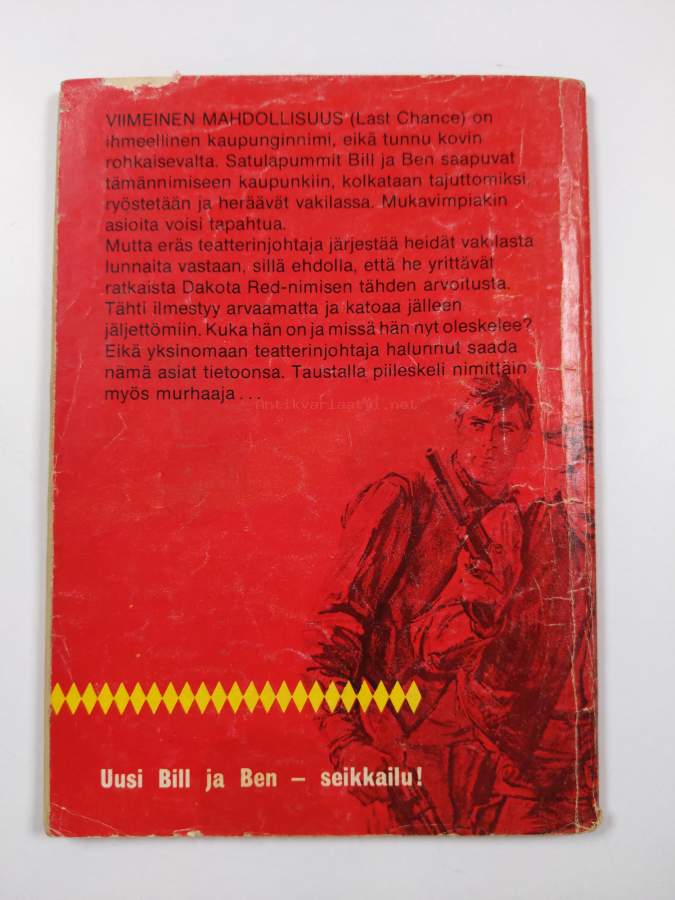 VIIMEINEN MAHDOLLISUUS (Last Chance) on
ihmeellinen kaupunginnimi, eikä tunnu kovin
rohkaisevalta. Satulapummit Bill ja Ben saapuvat
tämännimiseen kaupunkiin, kolkataan tajuttomiksi,
ryöstetään ja heräävät vakilassa. Mukavimpiakin
asioita voisi tapahtua.
Mutta eräs teatterinjohtaja järjestää heidät vakilasta
lunnaita vastaan, sillä ehdolla, että he yrittävät
ratkaista Dakota Red-nimisen tähden arvoitusta.
Tähti ilmestyy arvaamatta ja katoaa jälleen
jäljettömiin. Kuka hän on ja missä hän nyt oleskelee?
Eikä yksinomaan teatterinjohtaja halunnut saada
nämä asiat tietoonsa. Taustalla piileskeli nimittäin
myös murhaaja . . .
Antikvariaatti.net
Uusi Bill ja Ben – seikkailu!